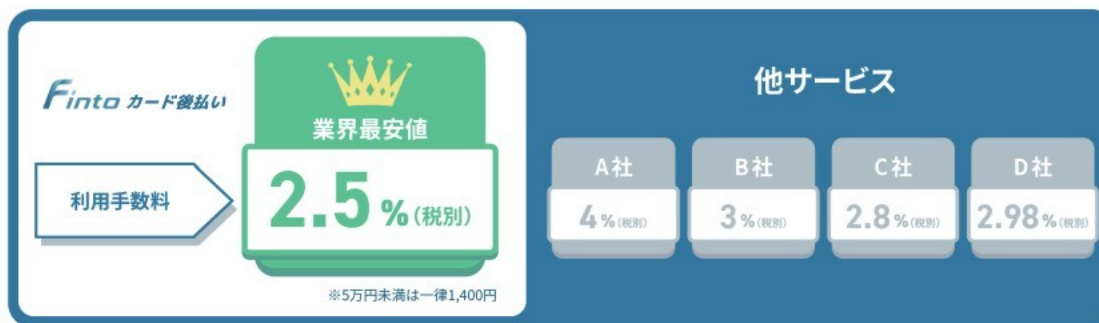 Finto カード後払い
業界最安値
利用手数料
2.5%(税別)
※5万円未満は一律1,400円
他サービス
A社
4%(税別)
B社
3%(税別)
C社
2.8%(税別)
D社
2.98%(税別)